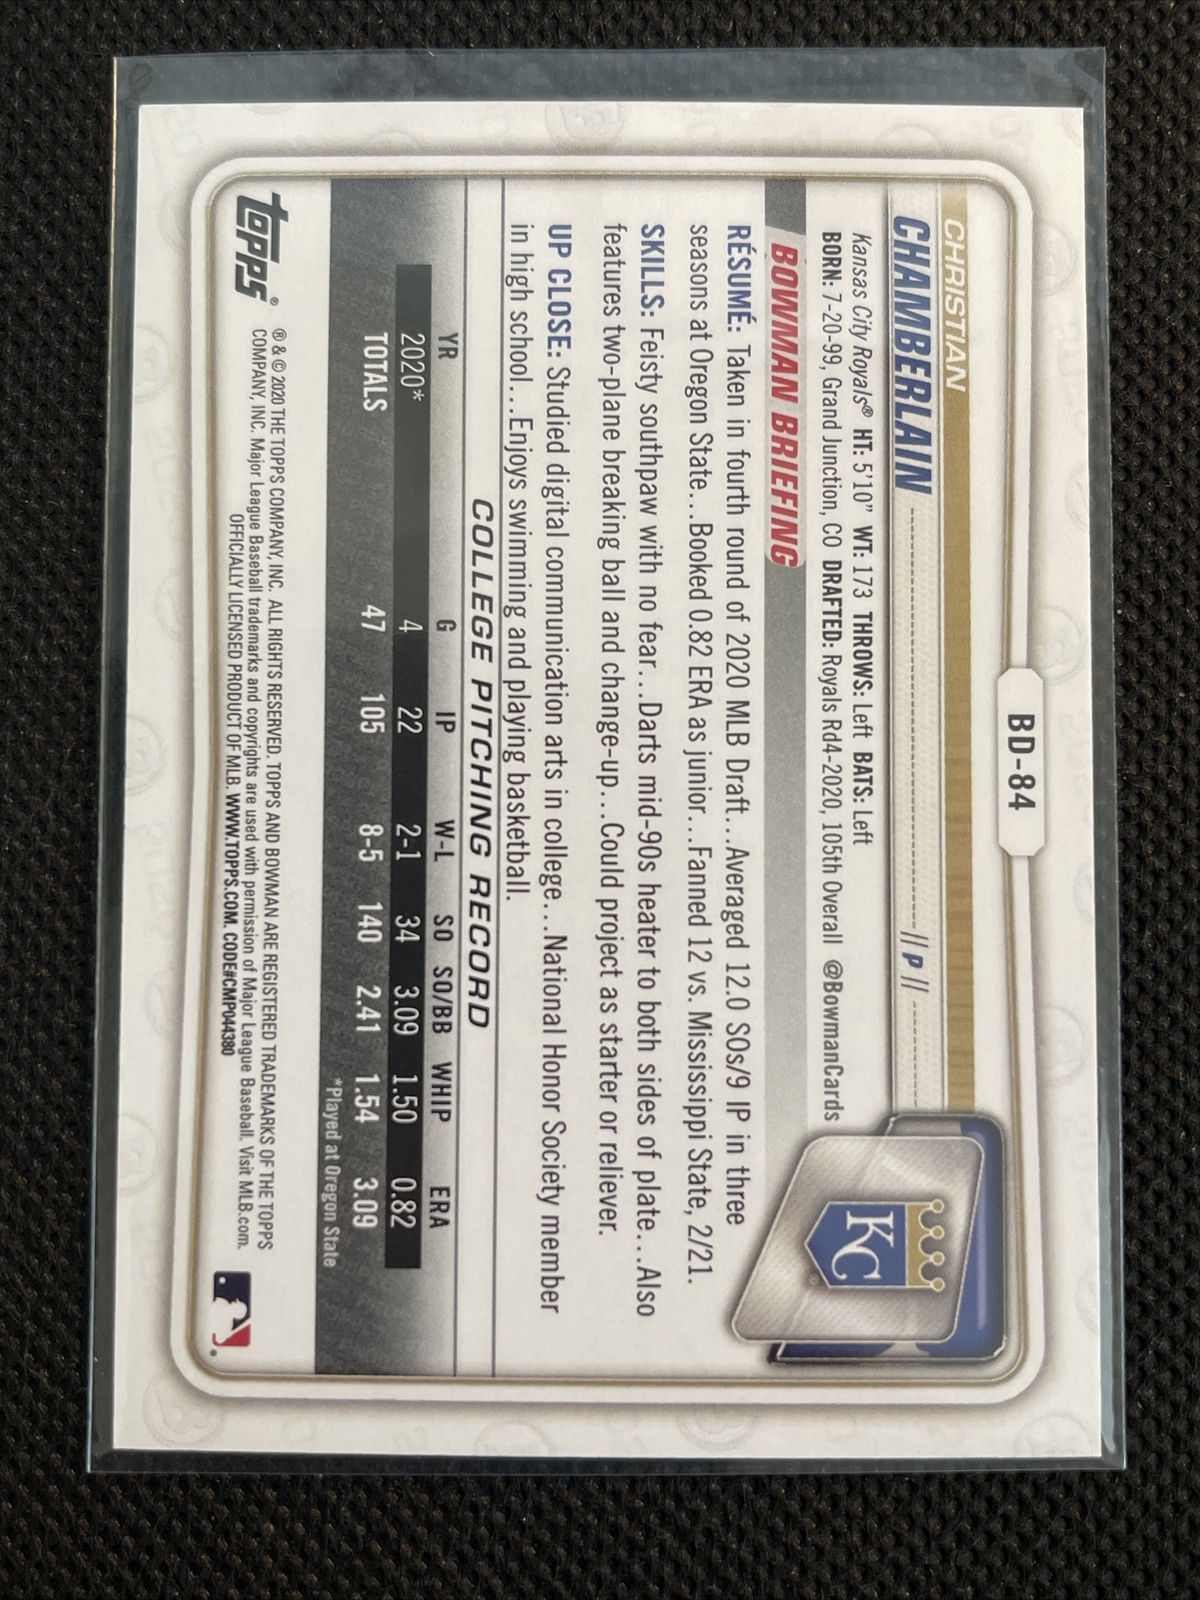 BD-84
CHRISTIAN
CHAMBERLAIN
|| P ||
Kansas City Royals® HT: 5'10" WT: 173 THROWS: Left BATS: Left
BORN: 7-20-99, Grand Junction, CO DRAFTED: Royals Rd4-2020, 105th Overall @BowmanCards
KC
®
BOWMAN BRIEFING
RÉSUMÉ: Taken in fourth round of 2020 MLB Draft...Averaged 12.0 SOs/9 IP in three
seasons at Oregon State...Booked 0.82 ERA as junior...Fanned 12 vs. Mississippi State, 2/21.
SKILLS: Feisty southpaw with no fear...Darts mid-90s heater to both sides of plate...Also
features two-plane breaking ball and change-up...Could project as starter or reliever.
UP CLOSE: Studied digital communication arts in college...National Honor Society member
in high school...Enjoys swimming and playing basketball.
COLLEGE PITCHING RECORD
YR G IP W-L SO SO/BB WHIP ERA
2020* 4 22 2-1 34 3.09 1.50 0.82
TOTALS 47 105 8-5 140 2.41 1.54 3.09
*Played at Oregon State
topps®
® & © 2020 THE TOPPS COMPANY, INC. ALL RIGHTS RESERVED. TOPPS AND BOWMAN ARE REGISTERED TRADEMARKS OF THE TOPPS
COMPANY, INC. Major League Baseball trademarks and copyrights are used with permission of Major League Baseball. Visit MLB.com.
OFFICIALLY LICENSED PRODUCT OF MLB. WWW.TOPPS.COM. CODE#CMP044380